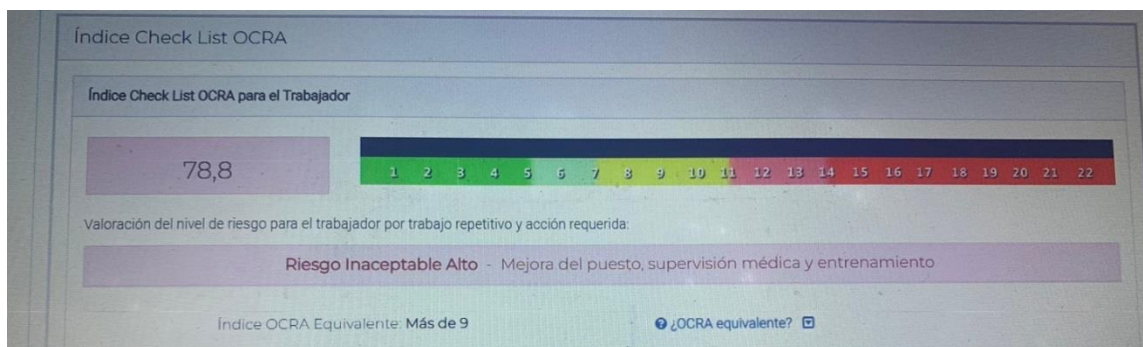 Índice Check List OCRA
Índice Check List OCRA para el Trabajador
78,8
1 2 3 4 5 6 7 8 9 10 11 12 13 14 15 16 17 18 19 20 21 22
Valoración del nivel de riesgo para el trabajador por trabajo repetitivo y acción requerida:
Riesgo Inaceptable Alto - Mejora del puesto, supervisión médica y entrenamiento
Índice OCRA Equivalente: Más de 9 ¿OCRA equivalente?